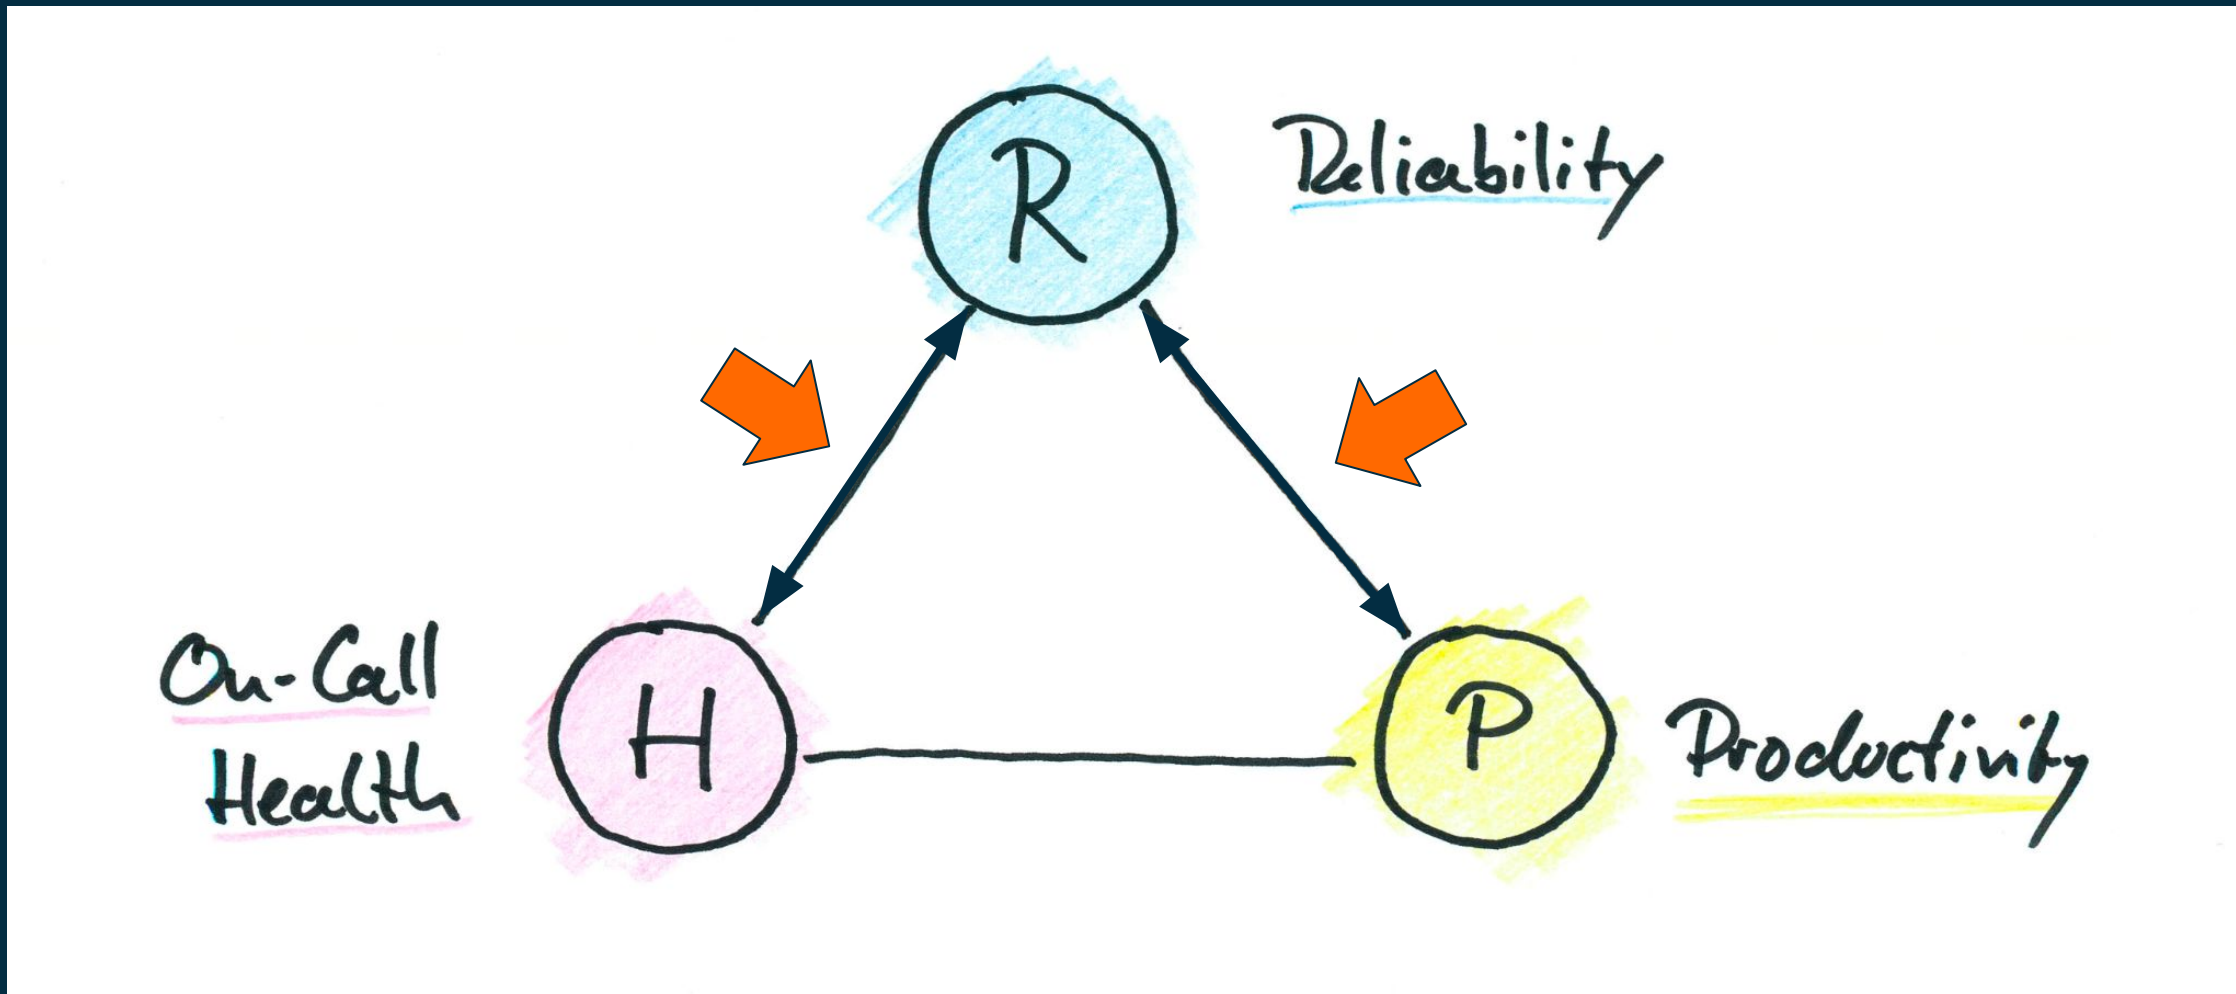 R
Reliability
On-Call
Health
H
P
Productivity